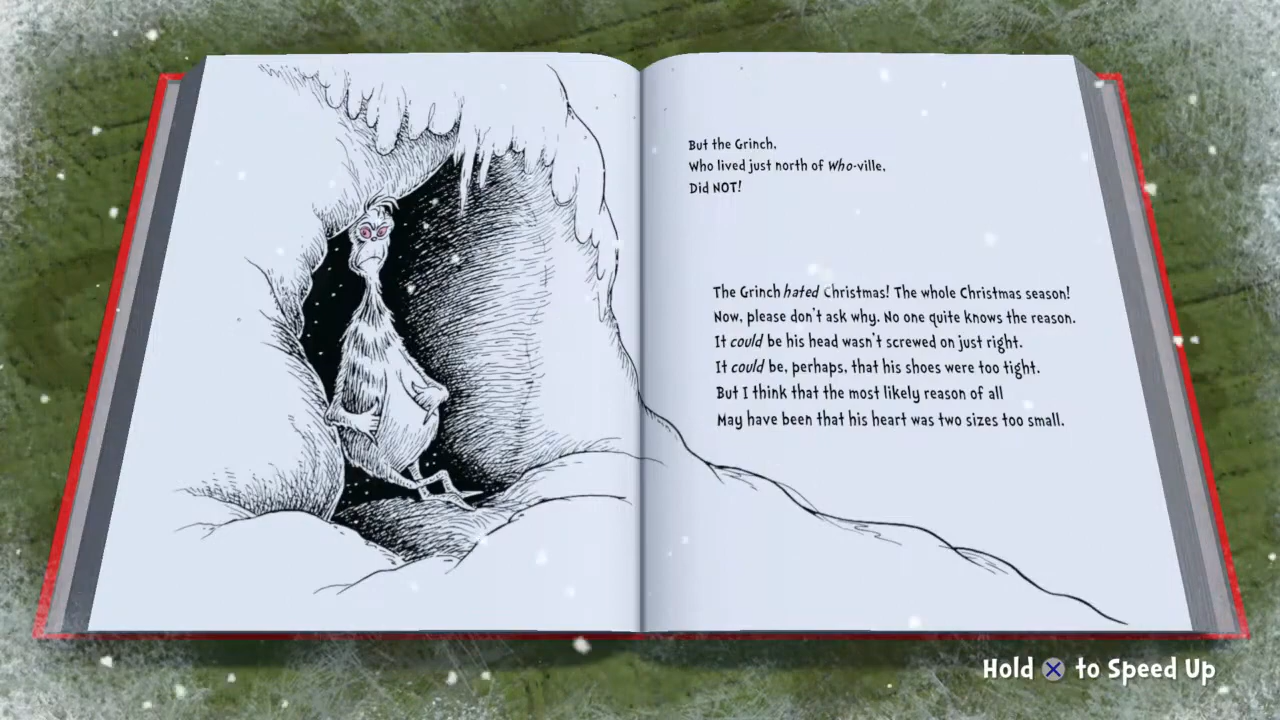 But the Grinch,
Who lived just north of Who-ville,
Did NOT!
The Grinch hated Christmas! The whole Christmas season!
Now, please don't ask why. No one quite knows the reason.
It could be his head wasn't screwed on just right.
It could be, perhaps, that his shoes were too tight.
But I think that the most likely reason of all
May have been that his heart was two sizes too small.
Hold ⓧ to Speed Up